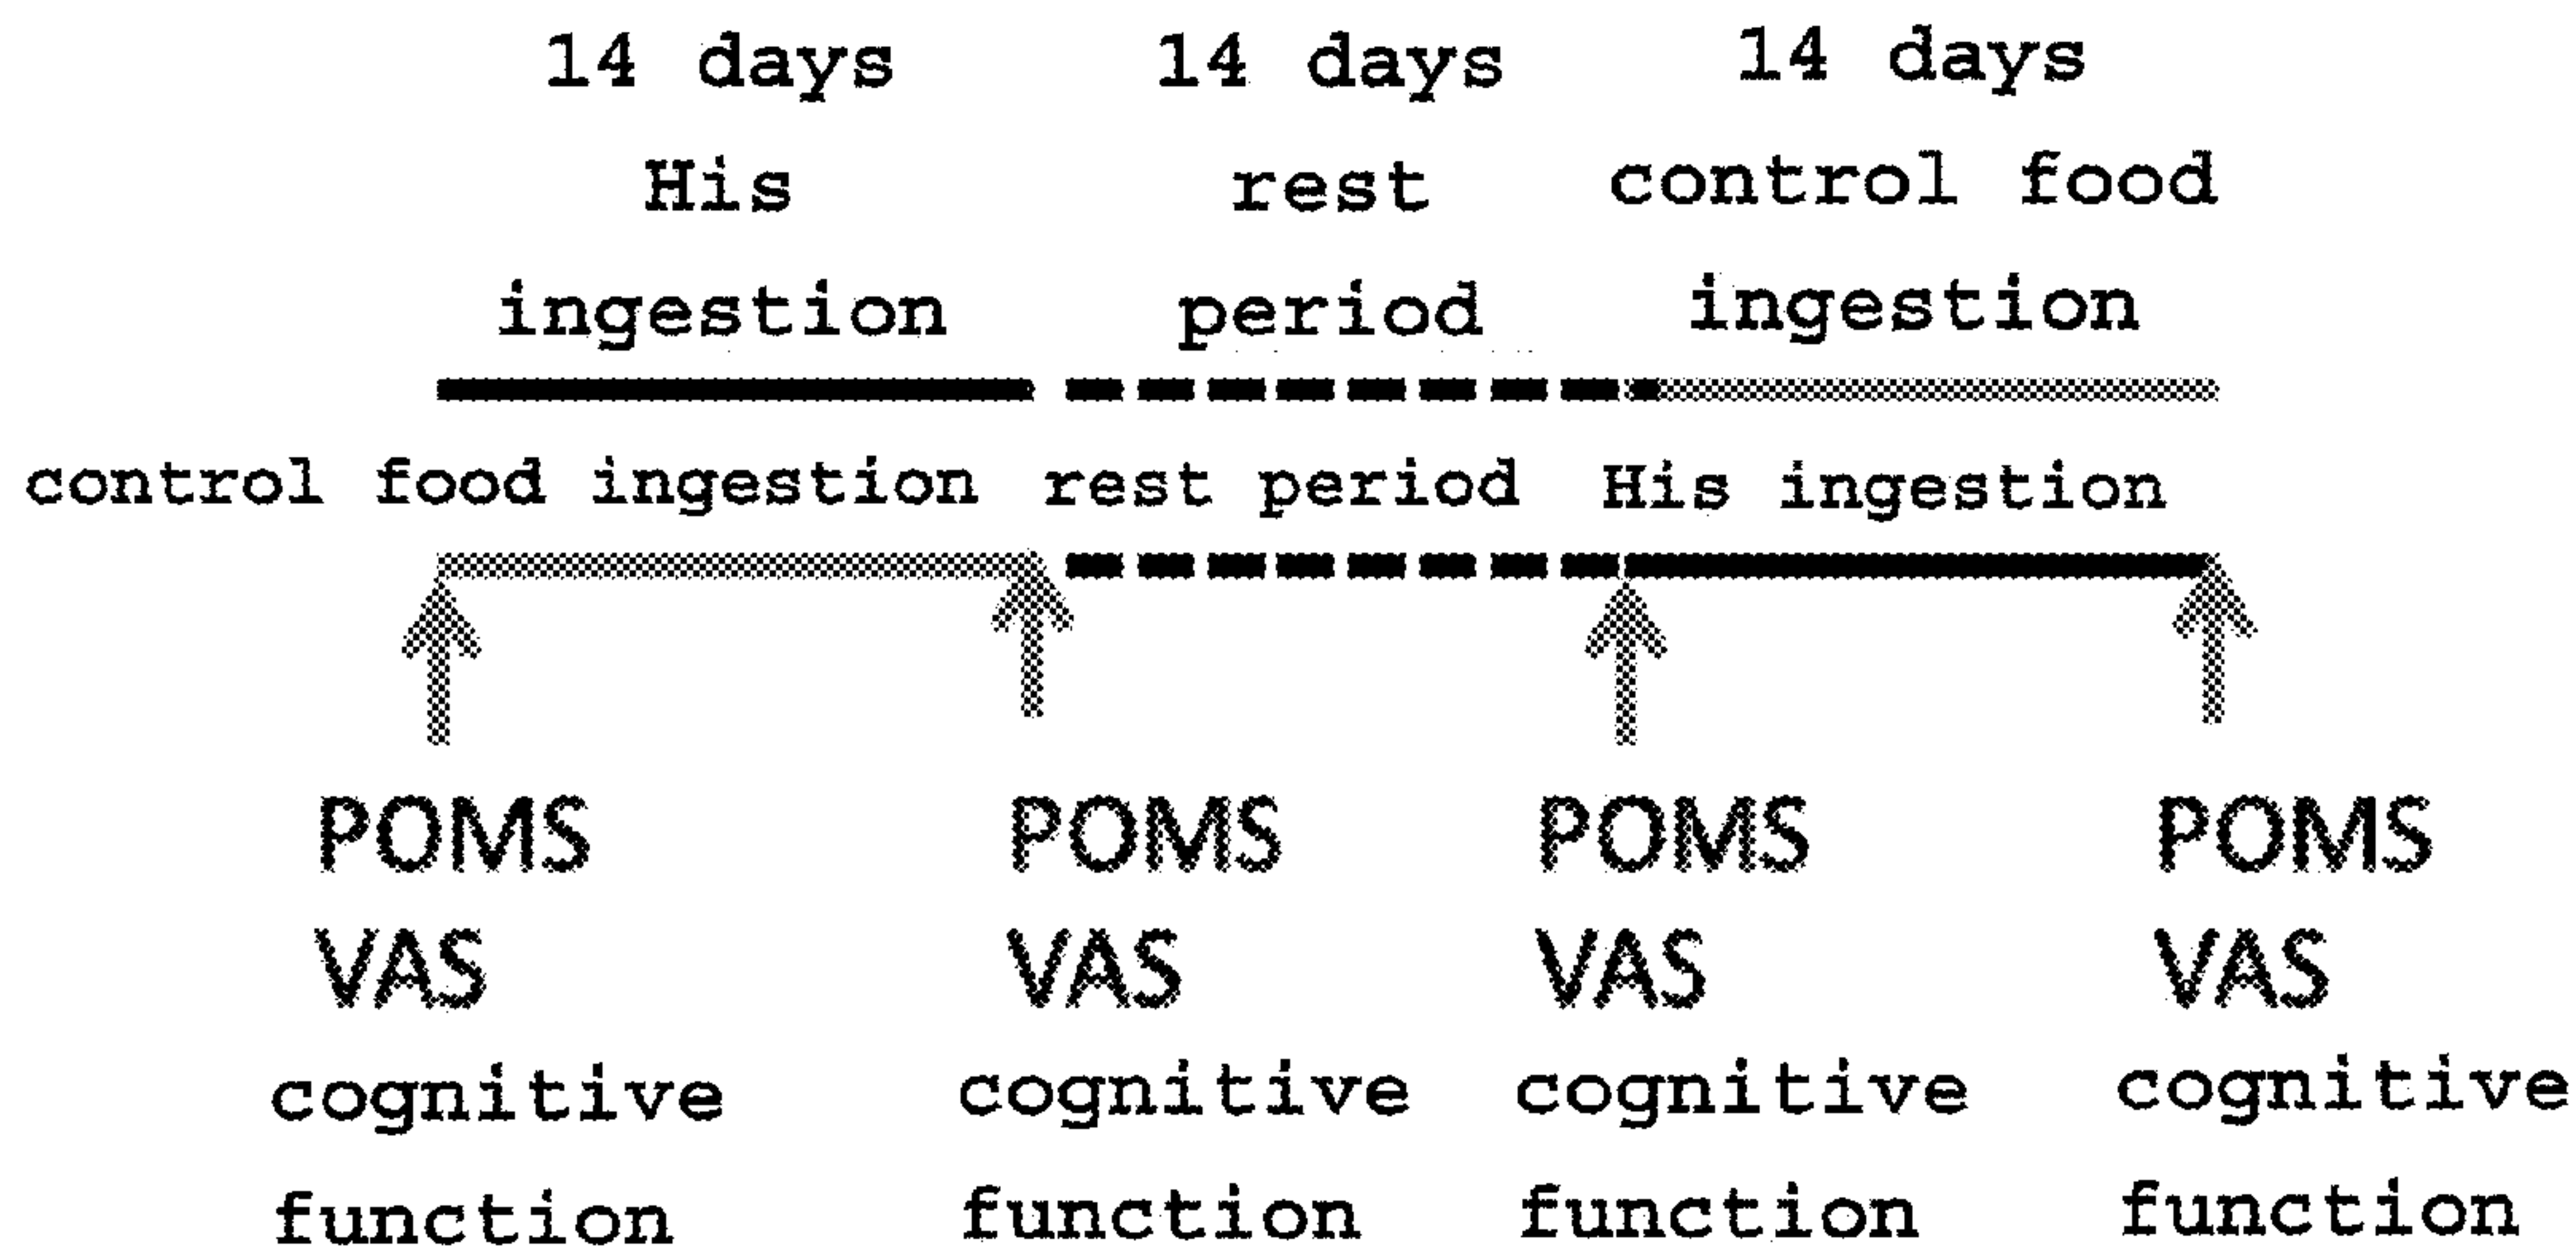 14 days 14 days 14 days
His rest control food
ingestion period ingestion
control food ingestion rest period His ingestion
POMS POMS POMS POMS
VAS VAS VAS VAS
cognitive cognitive cognitive cognitive
function function function function